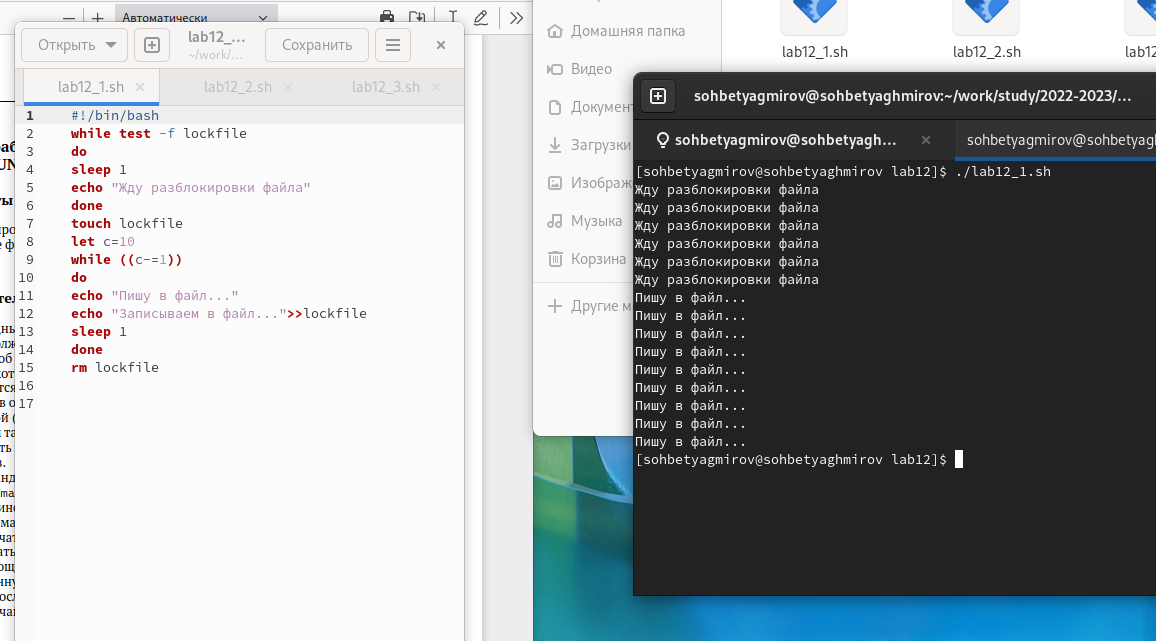 Автоматически
Открыть
lab12_...
~/work/...
Сохранить
lab12_1.sh
lab12_2.sh
lab12_3.sh
1 #!/bin/bash
2 while test -f lockfile
3 do
4 sleep 1
5 echo "Жду разблокировки файла"
6 done
7 touch lockfile
8 let c=10
9 while ((c-=1))
10 do
11 echo "Пишу в файл..."
12 echo "Записываем в файл...">>lockfile
13 sleep 1
14 done
15 rm lockfile
16
17
Домашняя папка
Видео
Загрузки
Музыка
Корзина
Другие
lab12_1.sh
lab12_2.sh
sohbetyagmirov@sohbetyaghmirov:~/work/study/2022-2023/...
sohbetyagmirov@sohbetyagh...
sohbetyagmirov@sohbetyagh
[sohbetyagmirov@sohbetyaghmirov lab12]$ ./lab12_1.sh
Жду разблокировки файла
Жду разблокировки файла
Жду разблокировки файла
Жду разблокировки файла
Жду разблокировки файла
Жду разблокировки файла
Пишу в файл...
Пишу в файл...
Пишу в файл...
Пишу в файл...
Пишу в файл...
Пишу в файл...
Пишу в файл...
Пишу в файл...
Пишу в файл...
[sohbetyagmirov@sohbetyaghmirov lab12]$